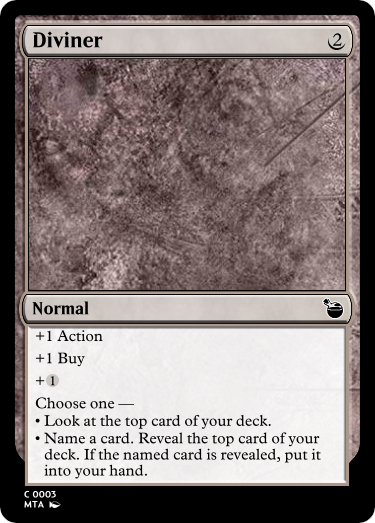 Diviner 2
Normal
+1 Action
+1 Buy
+1
Choose one —
• Look at the top card of your deck.
• Name a card. Reveal the top card of your
deck. If the named card is revealed, put it
into your hand.
C 0003
MTA